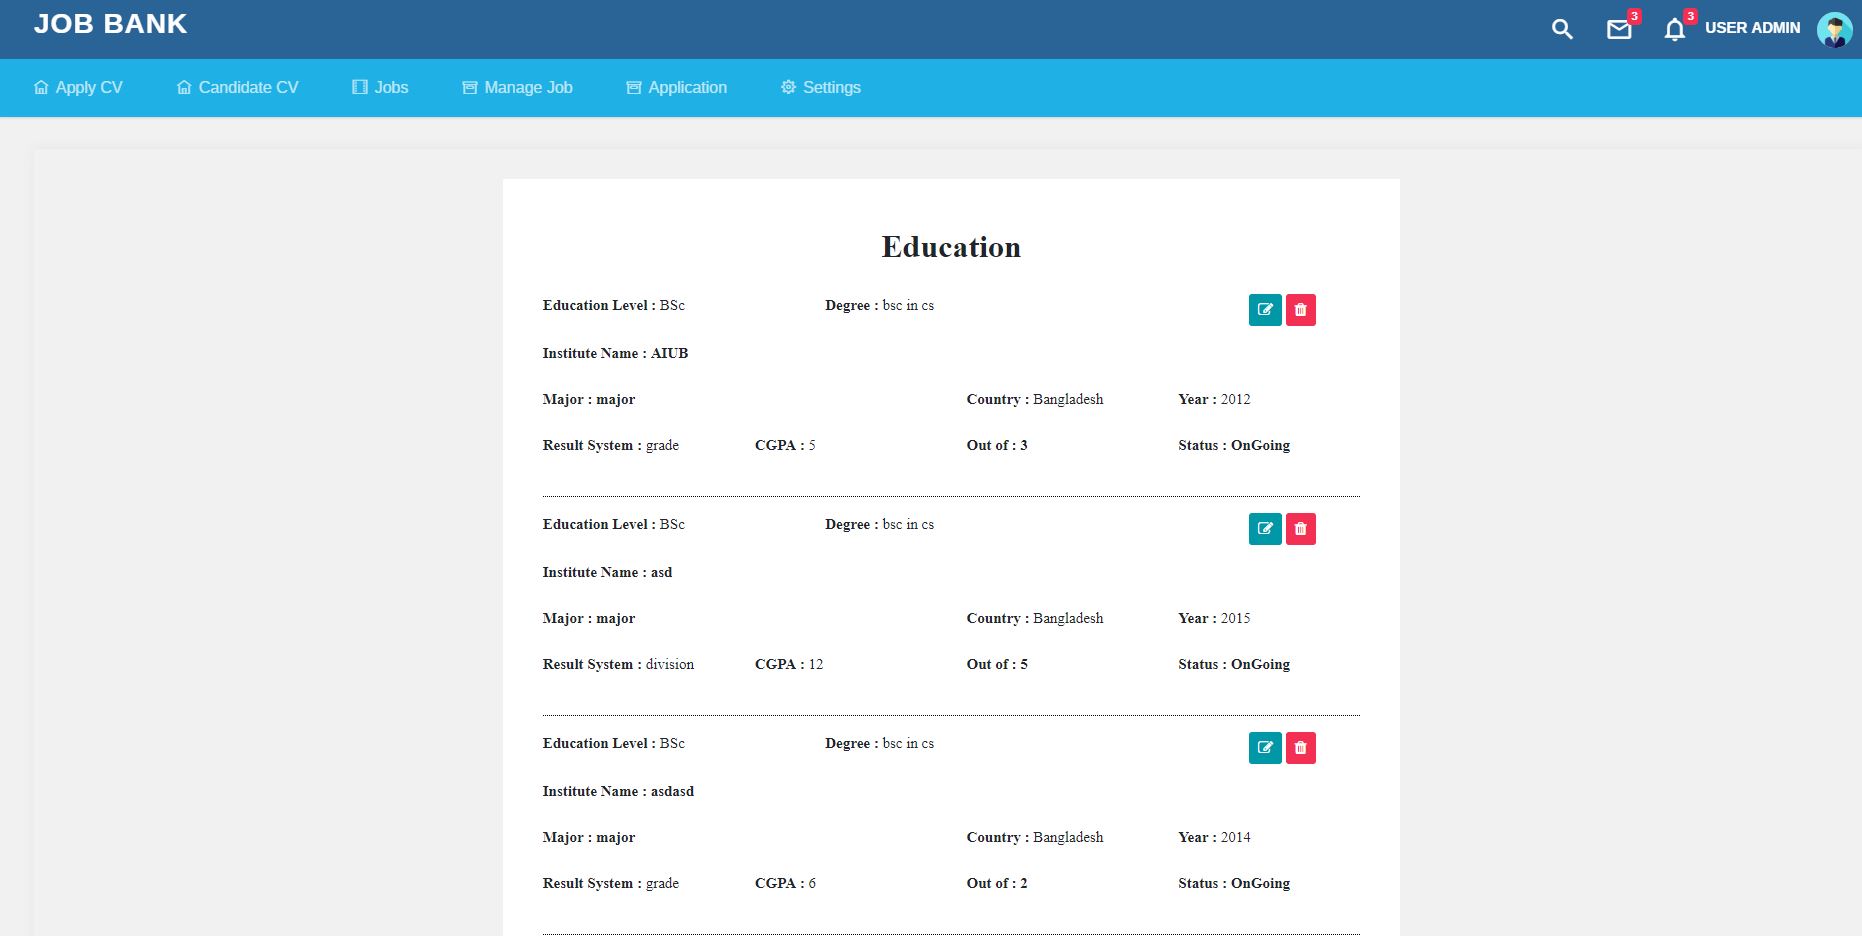 JOB BANK
3 3 USER ADMIN
Apply CV Candidate CV Jobs Manage Job Application Settings
Education
Education Level : BSc Degree : bsc in cs
Institute Name : AIUB
Major : major Country : Bangladesh Year : 2012
Result System : grade CGPA : 5 Out of : 3 Status : OnGoing
Education Level : BSc Degree : bsc in cs
Institute Name : asd
Major : major Country : Bangladesh Year : 2015
Result System : division CGPA : 12 Out of : 5 Status : OnGoing
Education Level : BSc Degree : bsc in cs
Institute Name : asdasd
Major : major Country : Bangladesh Year : 2014
Result System : grade CGPA : 6 Out of : 2 Status : OnGoing